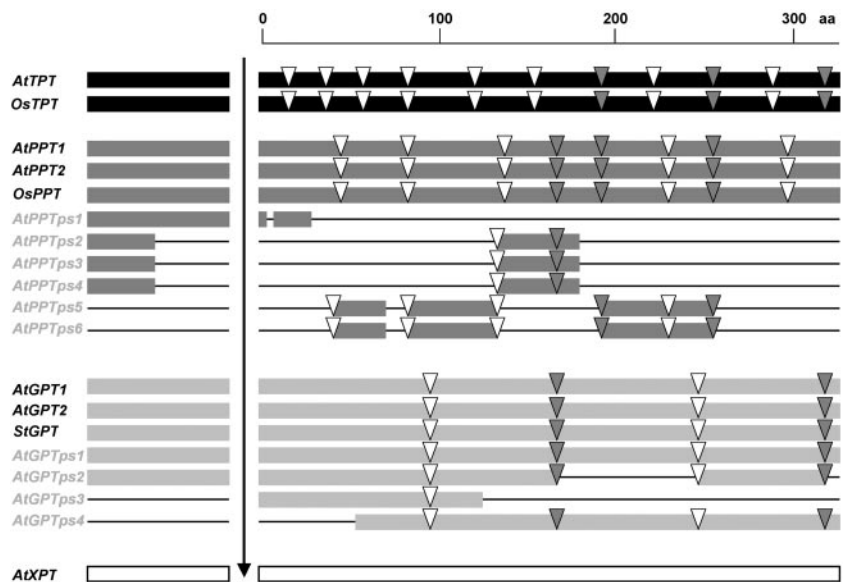 0 100 200 300 aa
AtTPT
OsTPT
AtPPT1
AtPPT2
OsPPT
AtPPTps1
AtPPTps2
AtPPTps3
AtPPTps4
AtPPTps5
AtPPTps6
AtGPT1
AtGPT2
StGPT
AtGPTps1
AtGPTps2
AtGPTps3
AtGPTps4
AtXPT